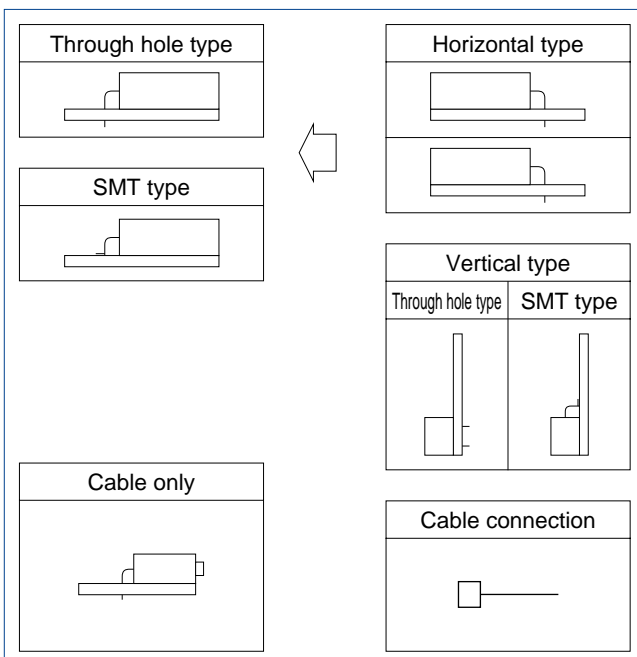 Through hole type
Horizontal type
SMT type
Vertical type
Through hole type
SMT type
Cable only
Cable connection